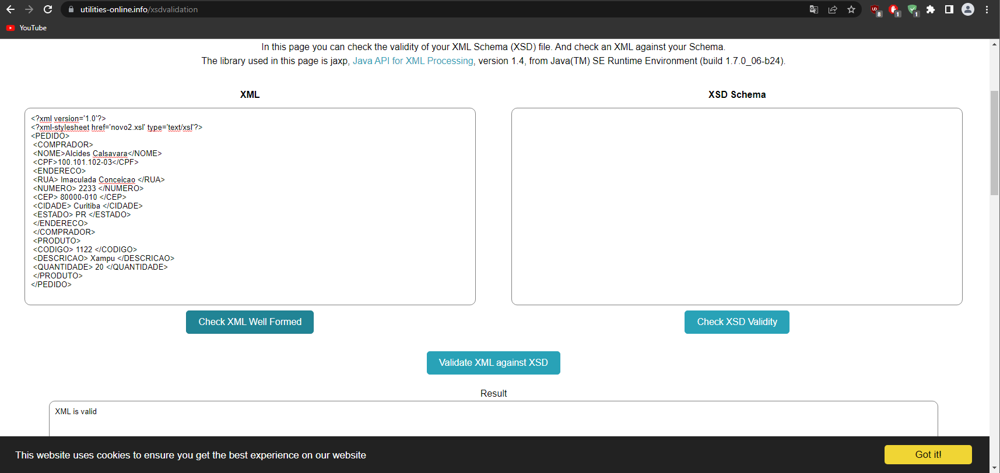 utilities-online.info/xsdvalidation
8
1
1
YouTube
In this page you can check the validity of your XML Schema (XSD) file. And check an XML against your Schema.
The library used in this page is jaxp, Java API for XML Processing, version 1.4, from Java(TM) SE Runtime Environment (build 1.7.0_06-b24).
XML
<?xml version='1.0'?>
<?xml-stylesheet href='novo2.xsl' type='text/xsl'?>
<PEDIDO>
<COMPRADOR>
<NOME>Alcides Calsavara</NOME>
<CPF>100.101.102-03</CPF>
<ENDERECO>
<RUA> Imaculada Conceicao </RUA>
<NUMERO> 2233 </NUMERO>
<CEP> 80000-010 </CEP>
<CIDADE> Curitiba </CIDADE>
<ESTADO> PR </ESTADO>
</ENDERECO>
</COMPRADOR>
<PRODUTO>
<CODIGO> 1122 </CODIGO>
<DESCRICAO> Xampu </DESCRICAO>
<QUANTIDADE> 20 </QUANTIDADE>
</PRODUTO>
</PEDIDO>
Check XML Well Formed
XSD Schema
Check XSD Validity
Validate XML against XSD
Result
XML is valid
This website uses cookies to ensure you get the best experience on our website
Got it!